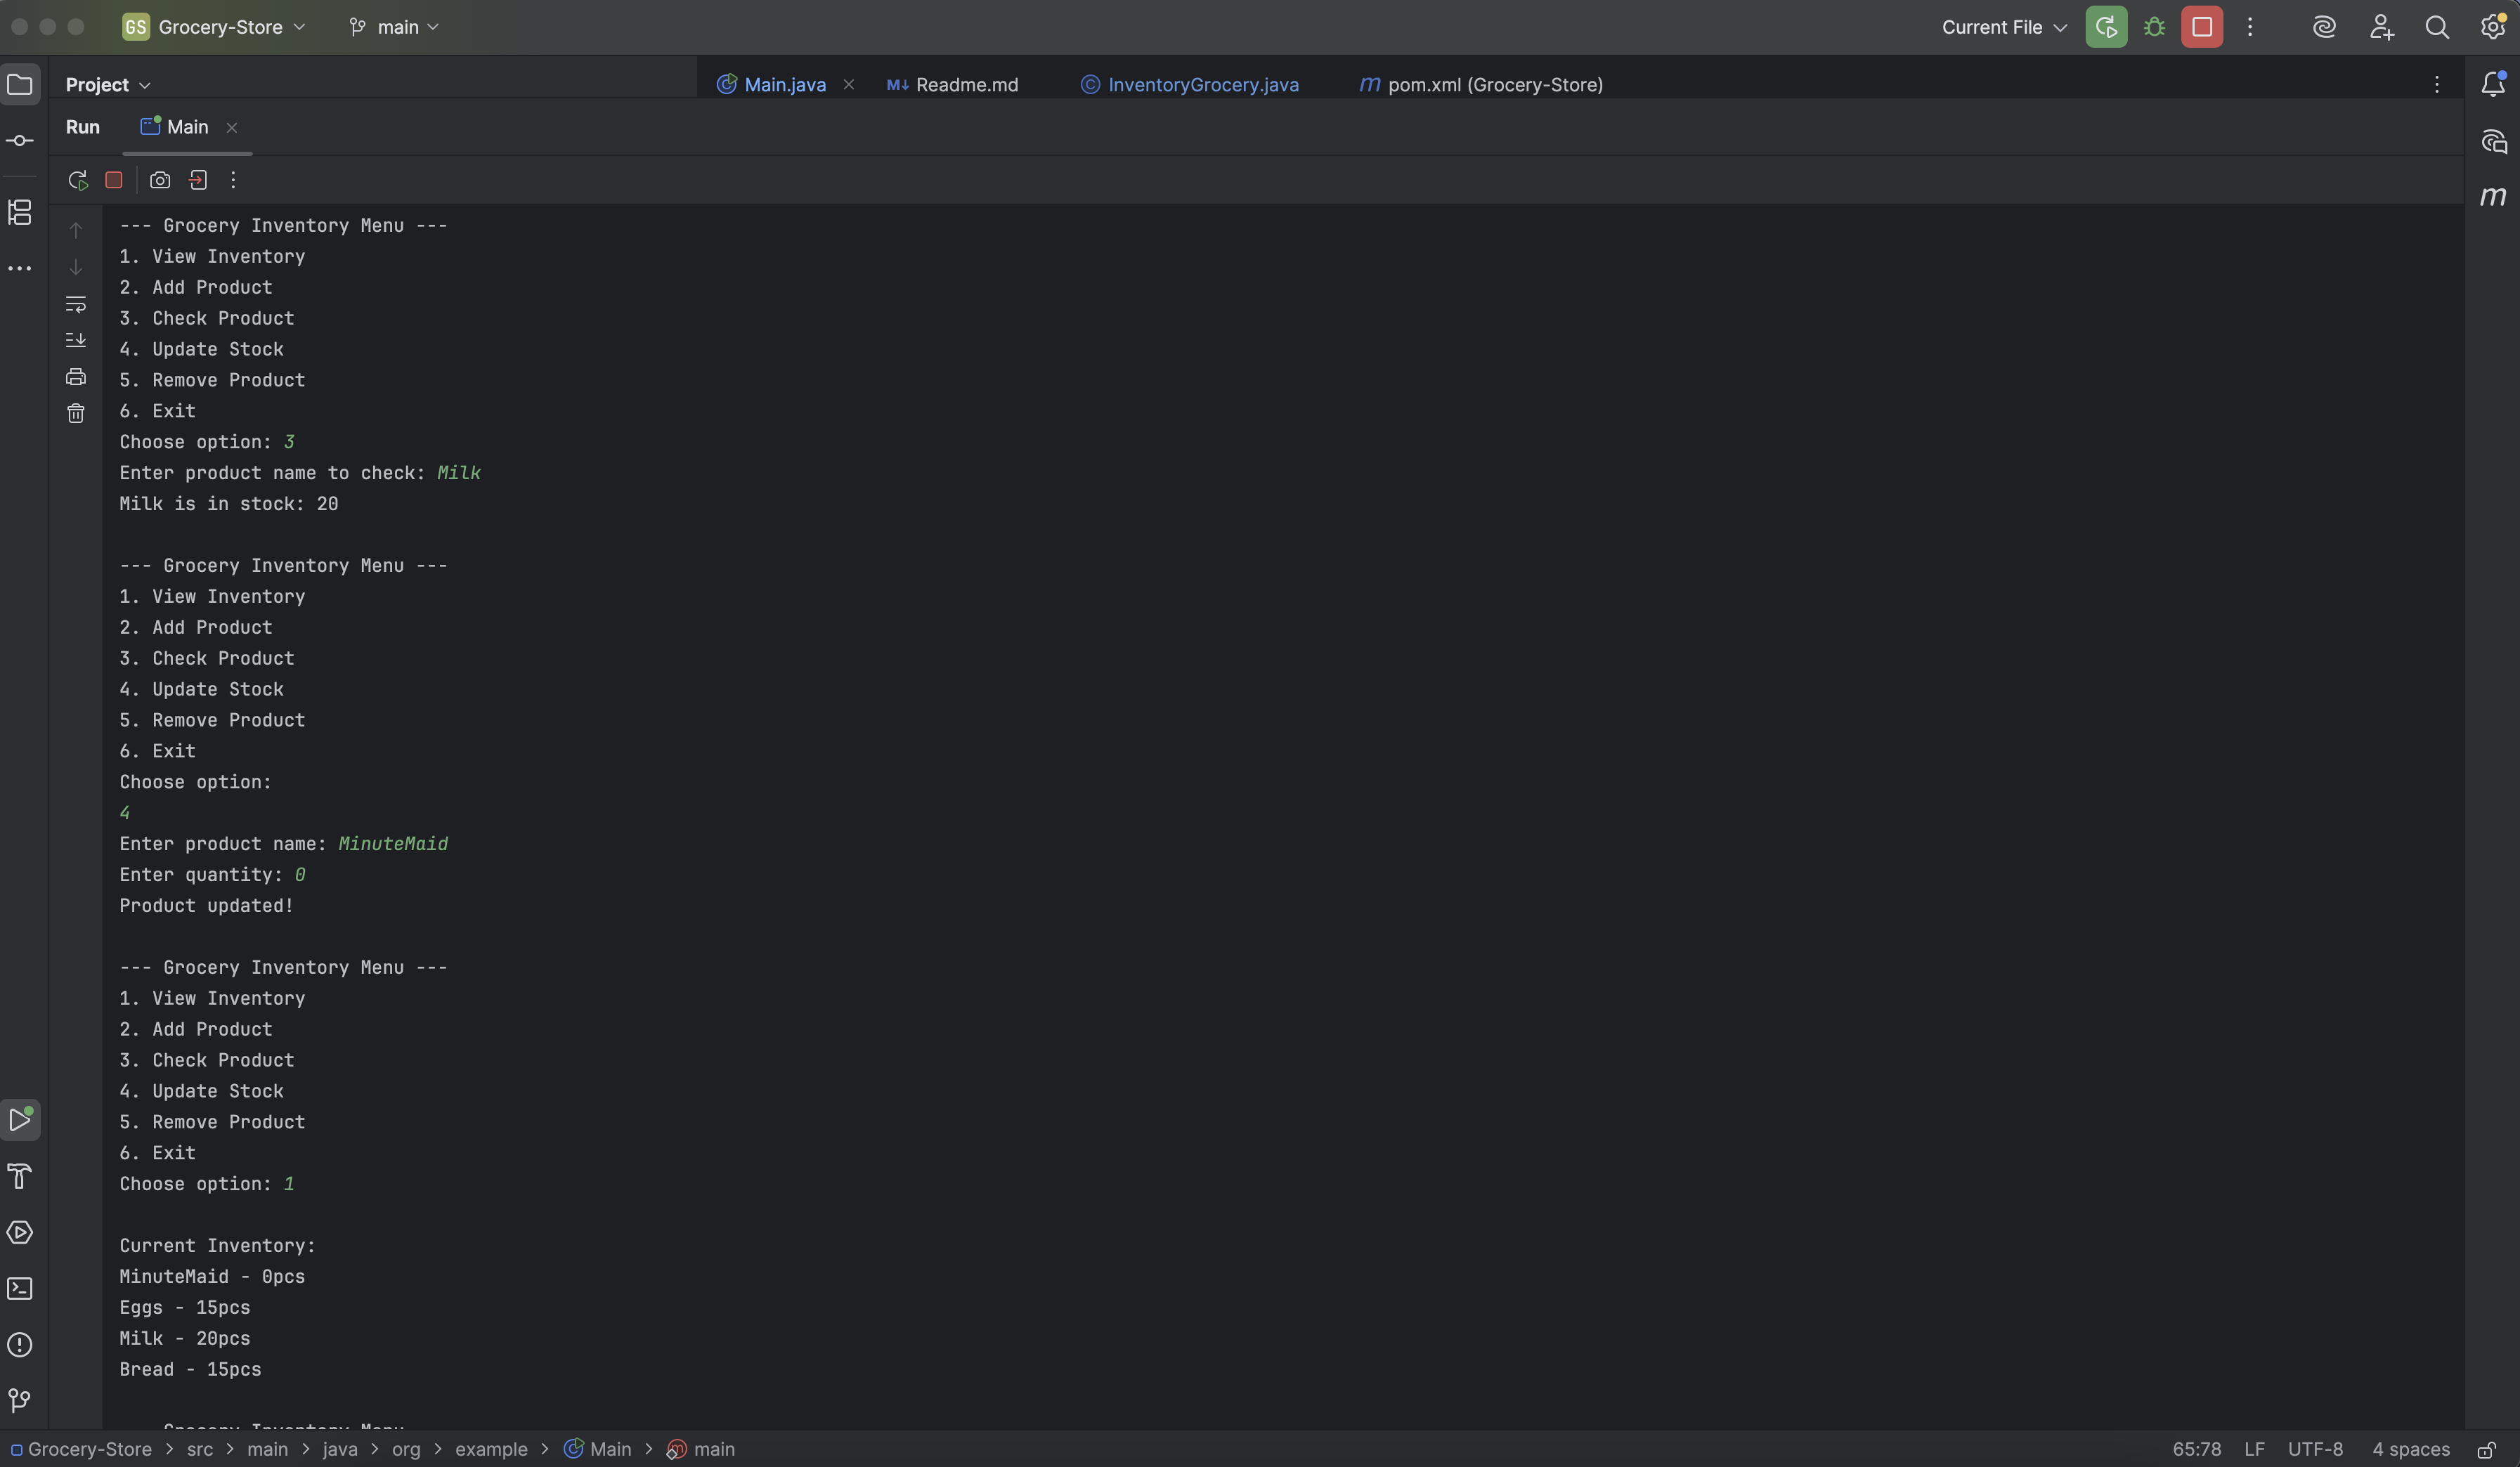 GS Grocery-Store main Current File
Project Main.java M↓ Readme.md InventoryGrocery.java m pom.xml (Grocery-Store)
Run Main
--- Grocery Inventory Menu ---
1. View Inventory
2. Add Product
3. Check Product
4. Update Stock
5. Remove Product
6. Exit
Choose option: 3
Enter product name to check: Milk
Milk is in stock: 20
--- Grocery Inventory Menu ---
1. View Inventory
2. Add Product
3. Check Product
4. Update Stock
5. Remove Product
6. Exit
Choose option:
4
Enter product name: MinuteMaid
Enter quantity: 0
Product updated!
--- Grocery Inventory Menu ---
1. View Inventory
2. Add Product
3. Check Product
4. Update Stock
5. Remove Product
6. Exit
Choose option: 1
Current Inventory:
MinuteMaid - 0pcs
Eggs - 15pcs
Milk - 20pcs
Bread - 15pcs
Grocery Inventory Menu
Grocery-Store > src > main > java > org > example > Main > main 65:78 LF UTF-8 4 spaces